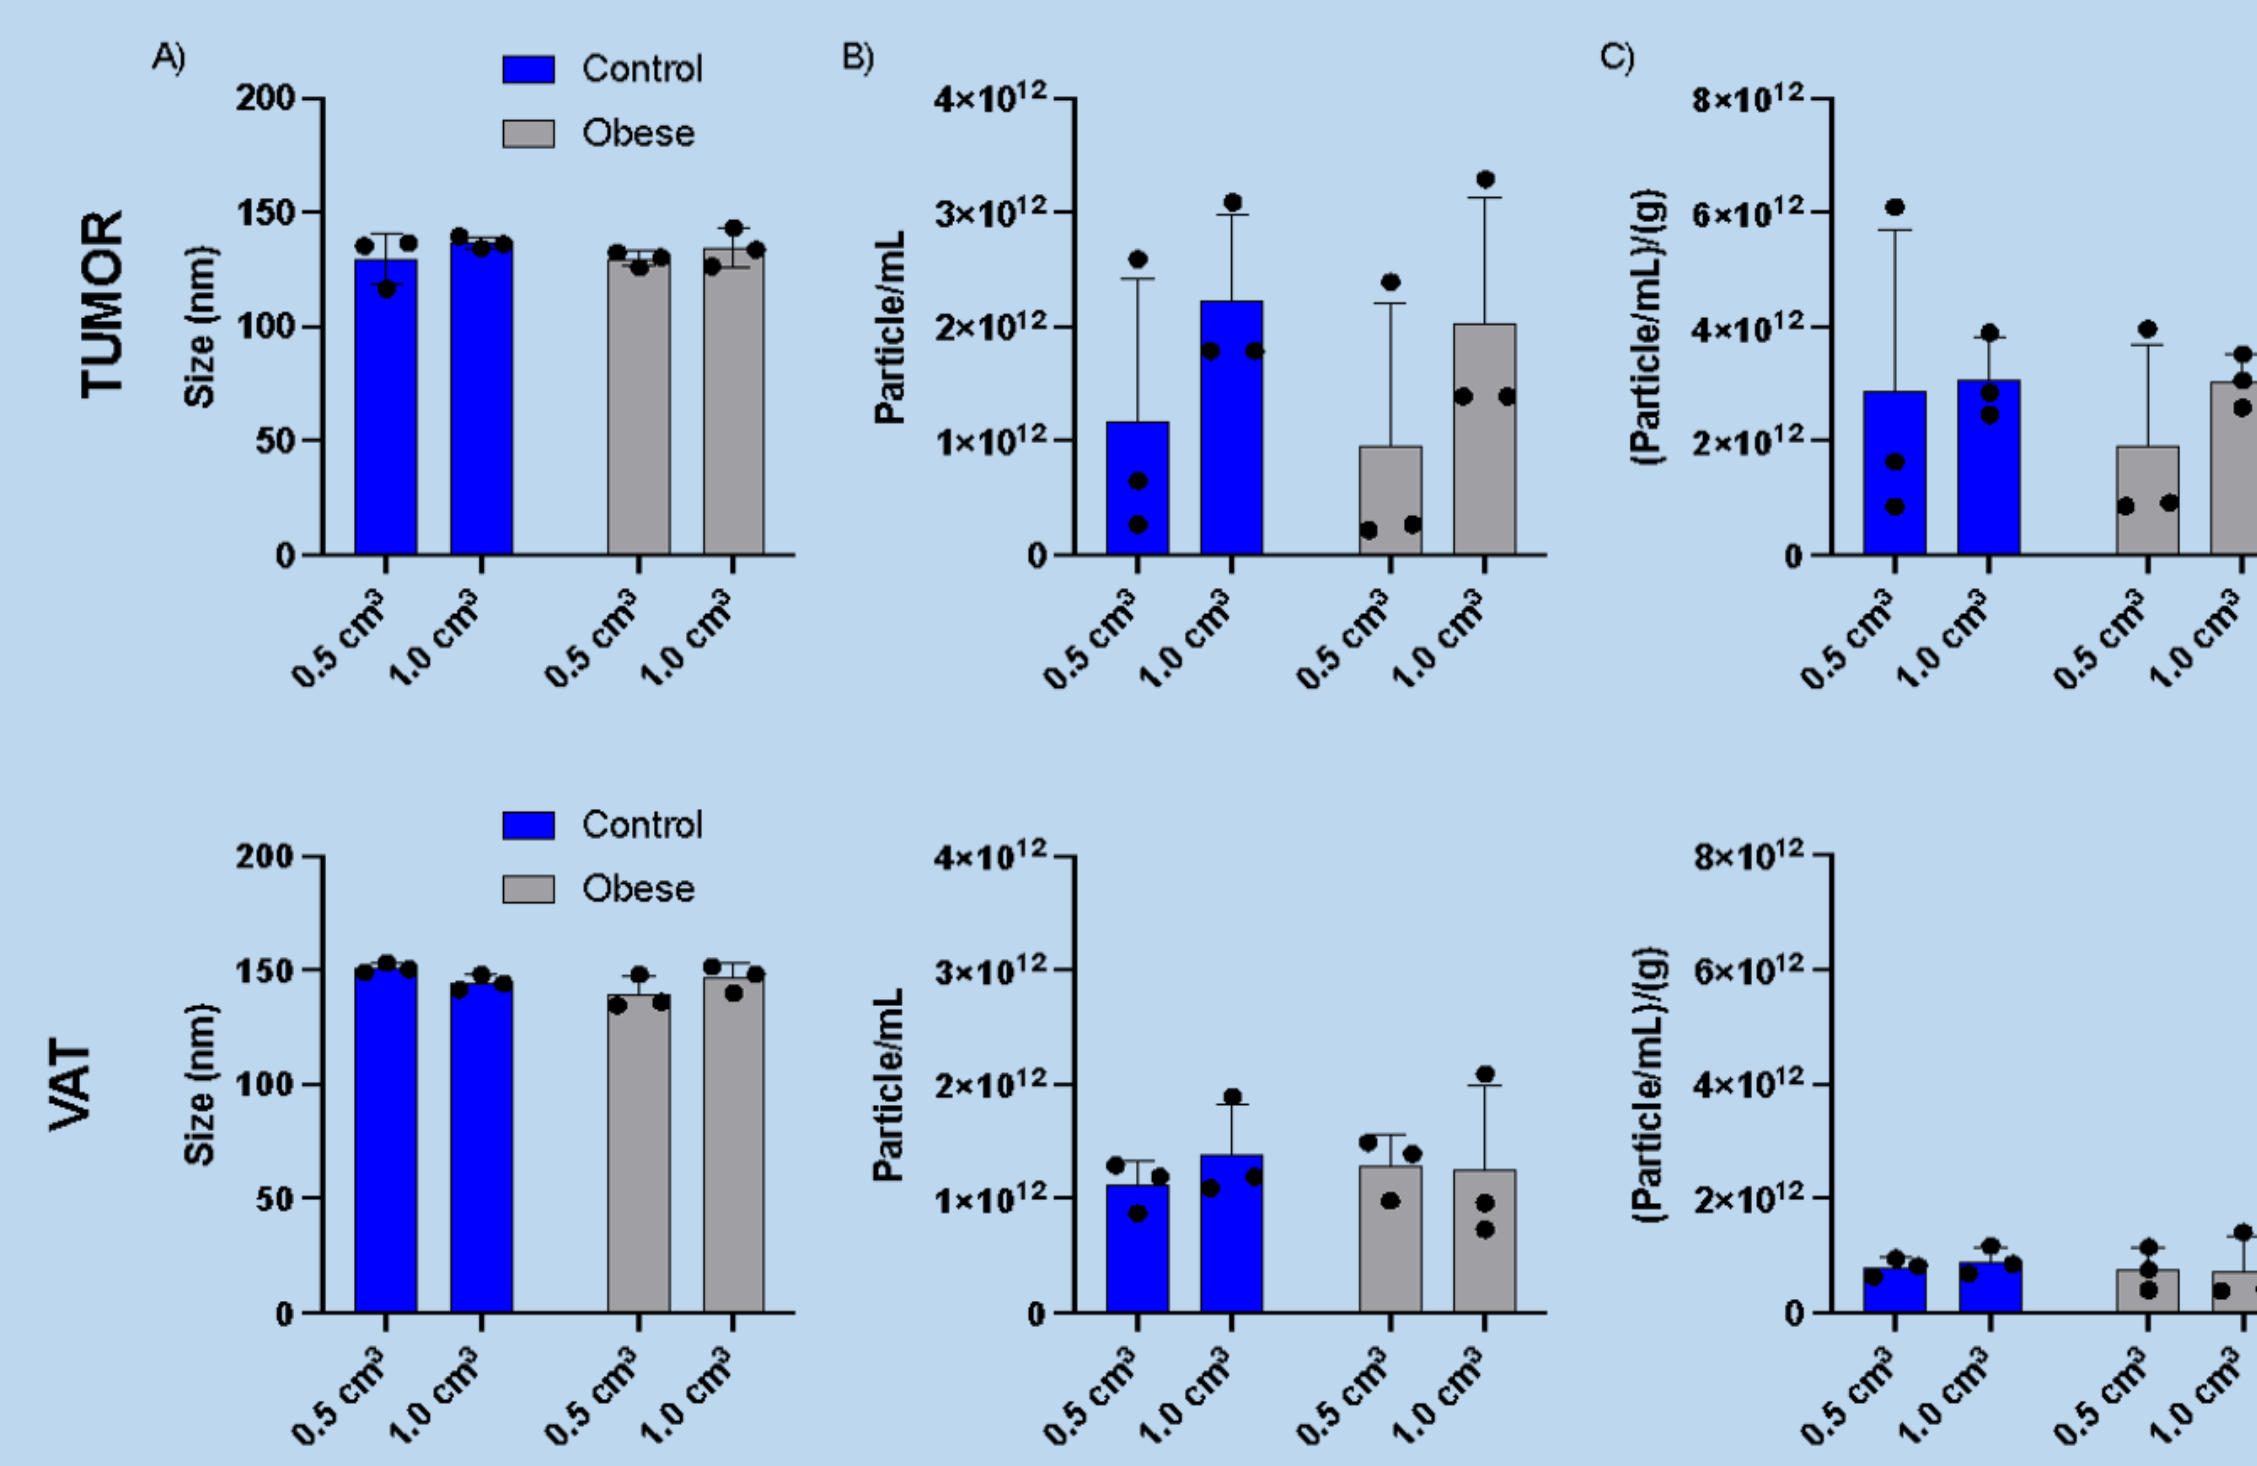 A)
Control
Obese
TUMOR
Size (nm)
200
150
100
50
0
0.5 cm³
1.0 cm³
0.5 cm³
1.0 cm³
B)
Particle/mL
4×10¹²
3×10¹²
2×10¹²
1×10¹²
0
0.5 cm³
1.0 cm³
0.5 cm³
1.0 cm³
C)
(Particle/mL)/(g)
8×10¹²
6×10¹²
4×10¹²
2×10¹²
0
0.5 cm³
1.0 cm³
0.5 cm³
1.0 cm³
Control
Obese
VAT
Size (nm)
200
150
100
50
0
0.5 cm³
1.0 cm³
0.5 cm³
1.0 cm³
Particle/mL
4×10¹²
3×10¹²
2×10¹²
1×10¹²
0
0.5 cm³
1.0 cm³
0.5 cm³
1.0 cm³
(Particle/mL)/(g)
8×10¹²
6×10¹²
4×10¹²
2×10¹²
0
0.5 cm³
1.0 cm³
0.5 cm³
1.0 cm³